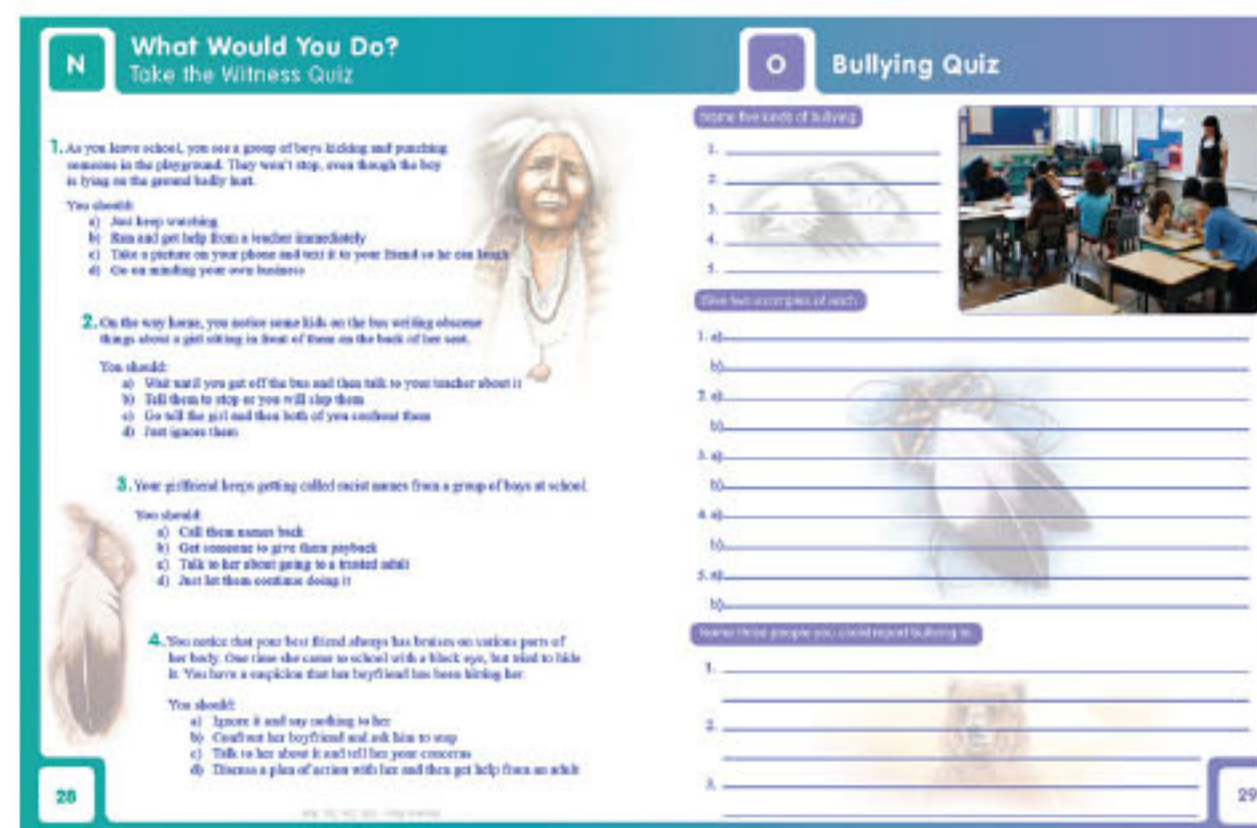 N
What Would You Do?
Take the Witness Quiz
1. As you leave school, you see a group of boys kicking and punching
someone in the playground. They won't stop, even though the boy
is lying on the ground badly hurt.
You should:
a) Just keep watching
b) Run and get help from a teacher immediately
c) Take a picture on your phone and text it to your friend so he can laugh
d) Go on minding your own business
2. On the way home, you notice some kids on the bus writing obscene
things about a girl sitting in front of them on the back of her seat.
You should:
a) Wait until you get off the bus and then talk to your teacher about it
b) Tell them to stop or you will slap them
c) Go tell the girl and then both of you confront them
d) Just ignore them
3. Your girlfriend keeps getting called racist names from a group of boys at school.
You should:
a) Call them names back
b) Get someone to give them payback
c) Talk to her about going to a trusted adult
d) Just let them continue doing it
4. You notice that your best friend always has bruises on various parts of
her body. One time she came to school with a black eye, but tried to hide
it. You have a suspicion that her boyfriend has been hitting her.
You should:
a) Ignore it and say nothing to her
b) Confront her boyfriend and ask him to stop
c) Talk to her about it and tell her your concerns
d) Discuss a plan of action with her and then get help from an adult
28
O
Bullying Quiz
Name five kinds of bullying
1.
2.
3.
4.
5.
Give two examples of each
1. a)
b)
2. a)
b)
3. a)
b)
4. a)
b)
5. a)
b)
Name three people you could report bullying to
1.
2.
3.
29